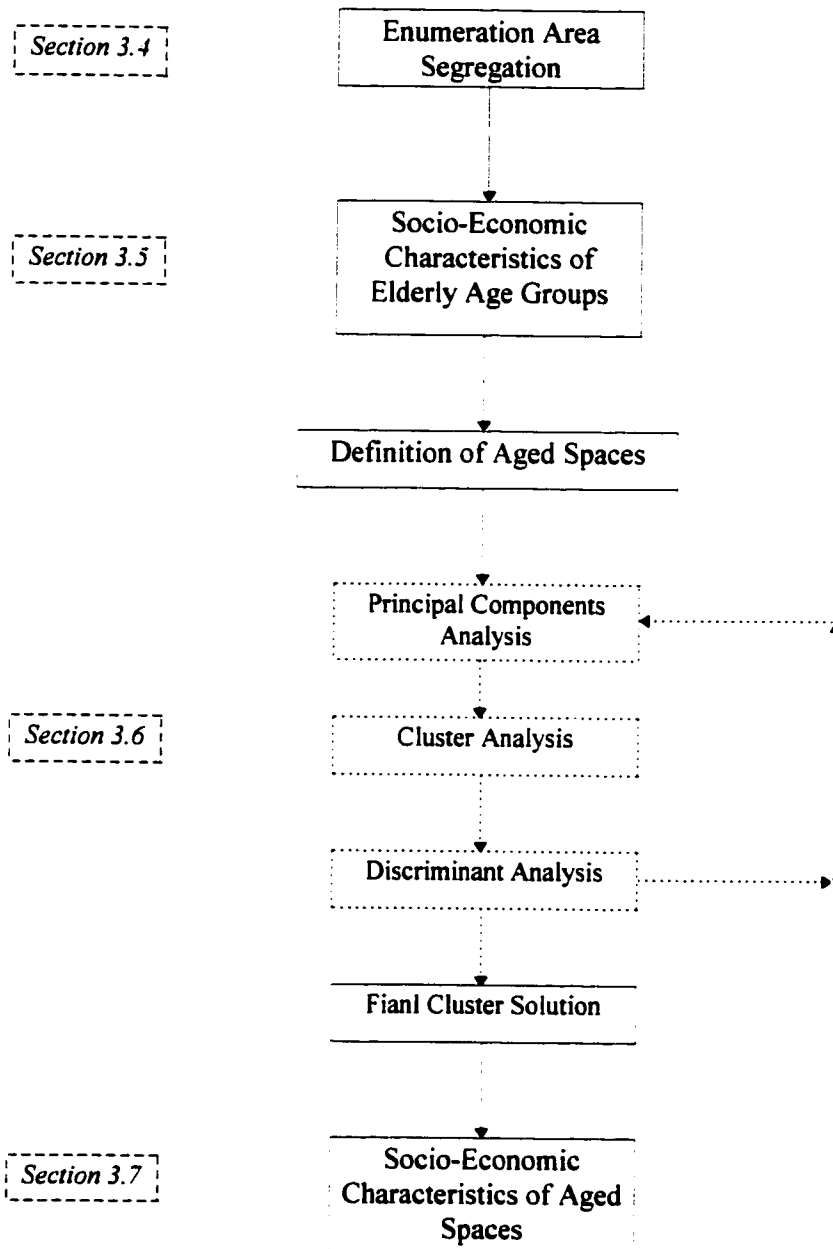 Section 3.4
Enumeration Area
Segregation
Section 3.5
Socio-Economic
Characteristics of
Elderly Age Groups
Definition of Aged Spaces
Principal Components
Analysis
Section 3.6
Cluster Analysis
Discriminant Analysis
Fianl Cluster Solution
Section 3.7
Socio-Economic
Characteristics of Aged
Spaces